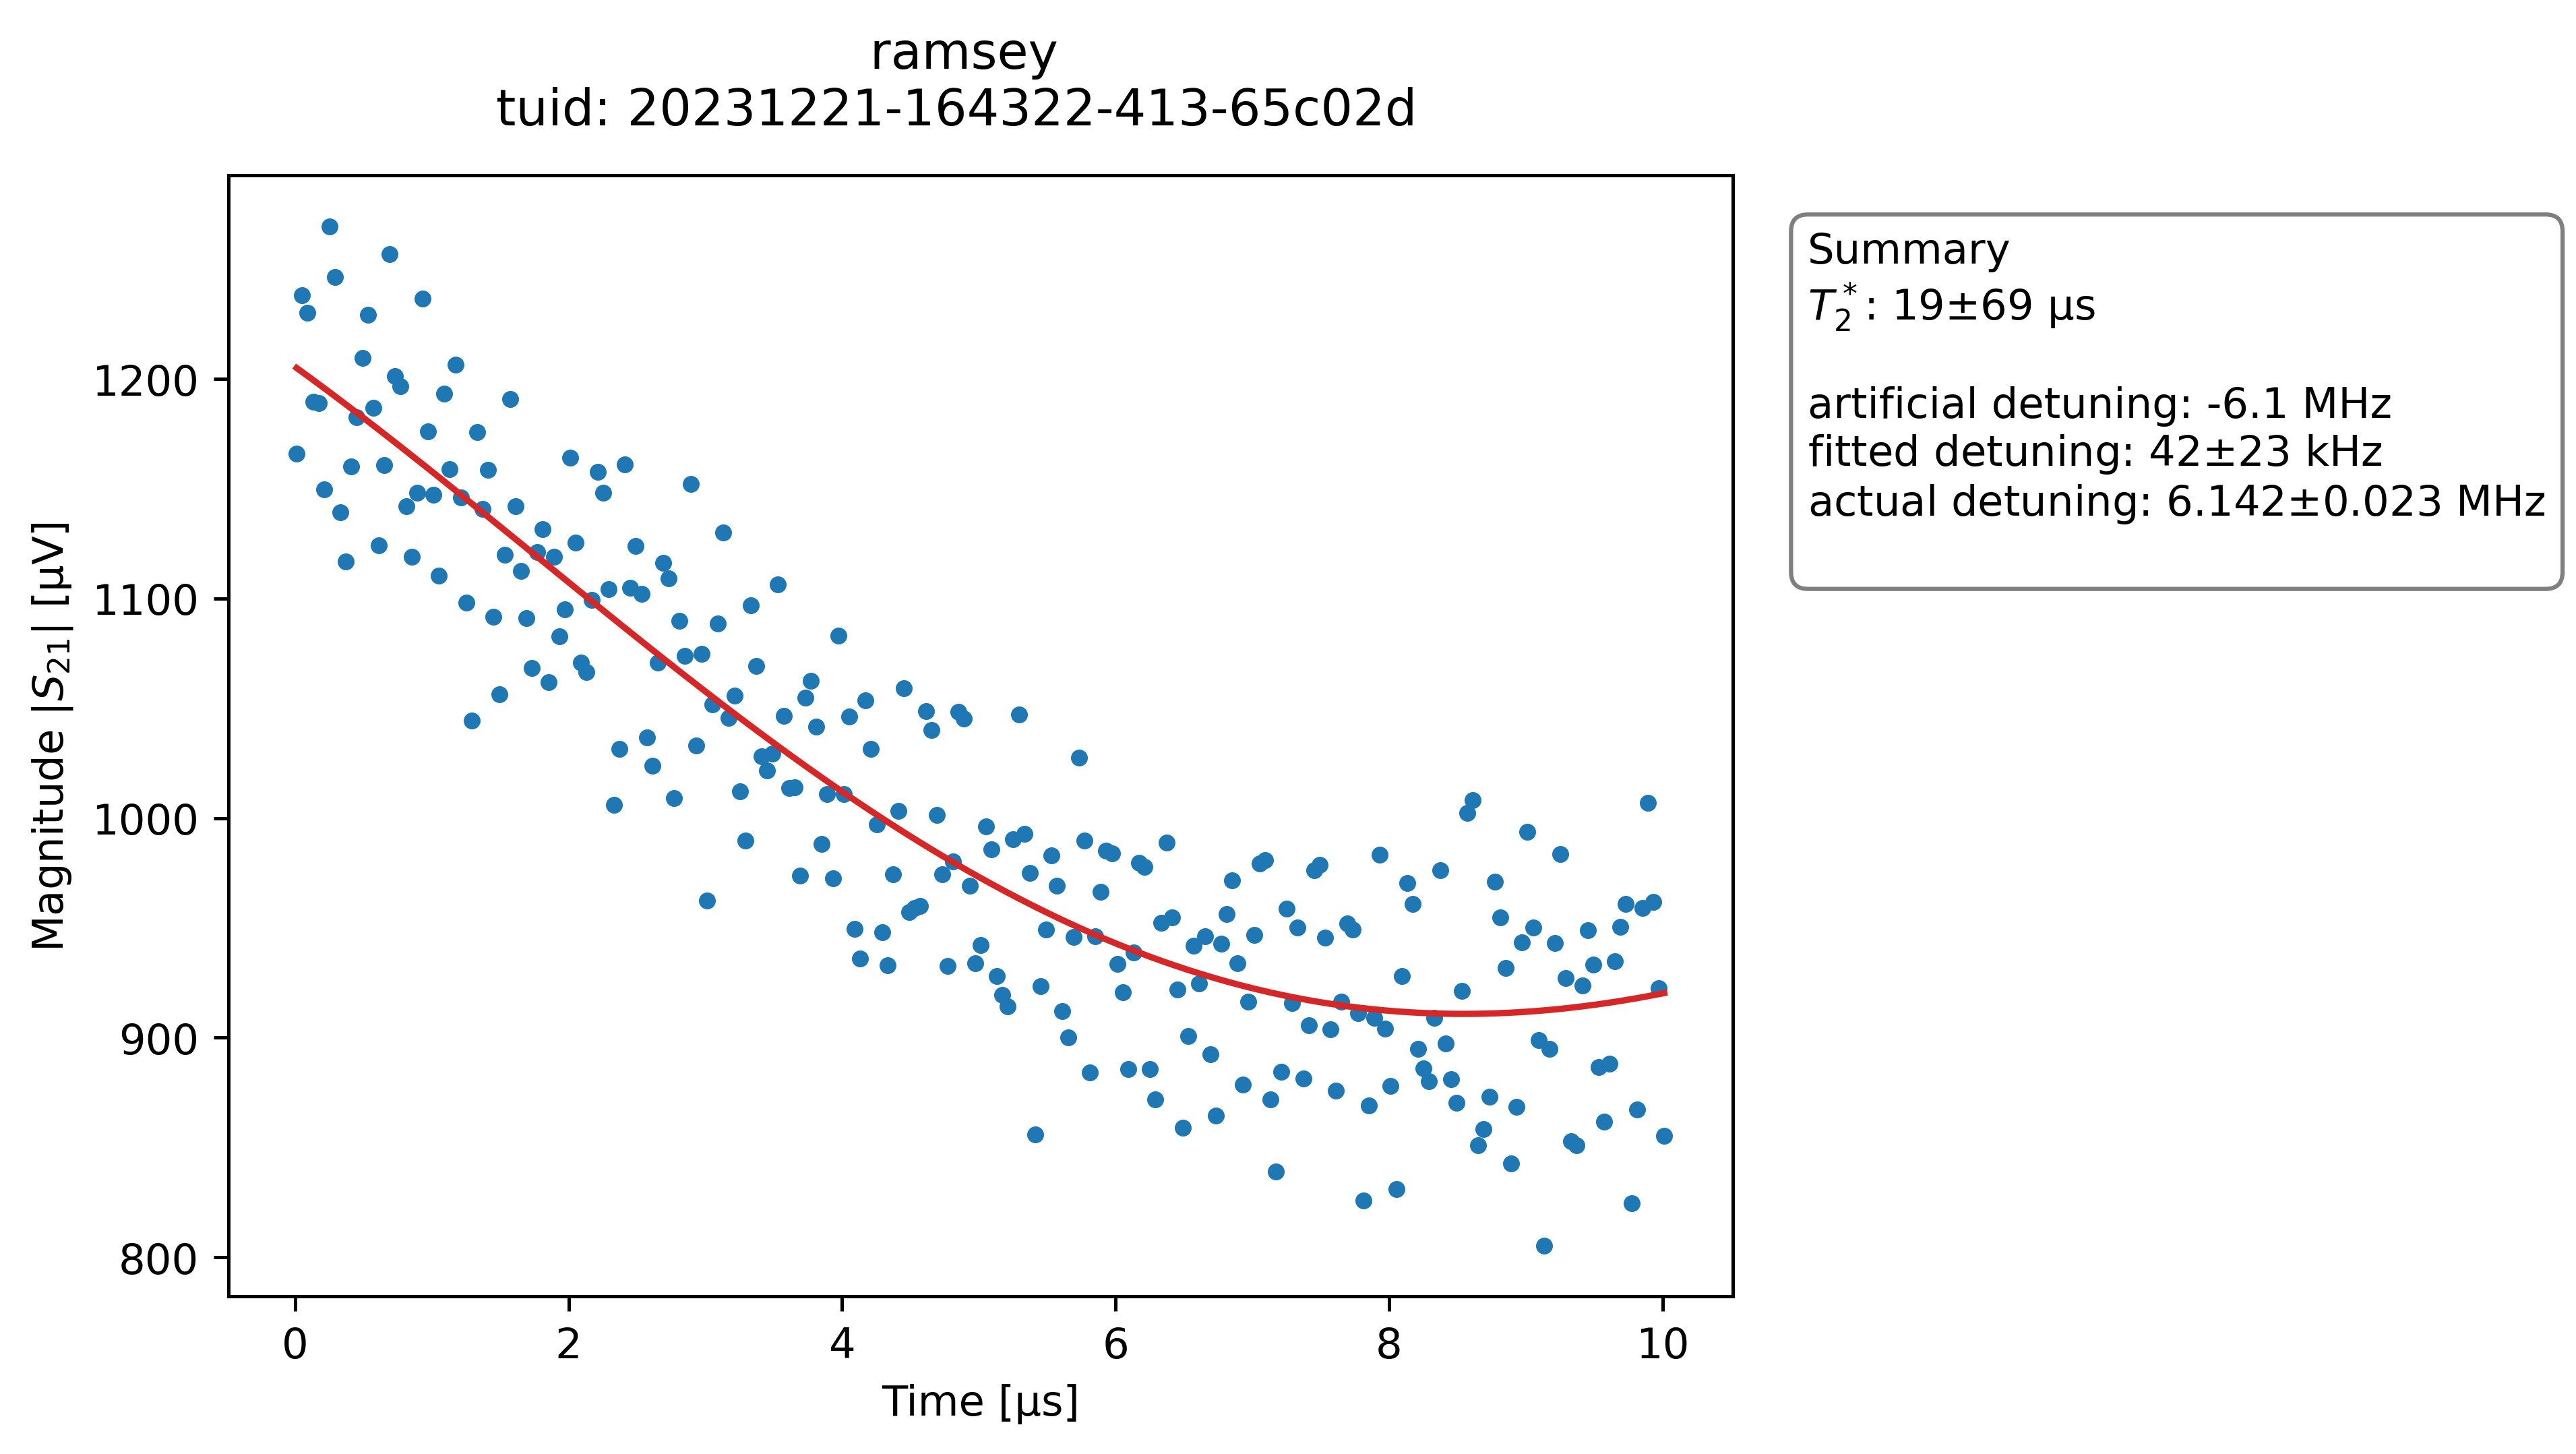 ramsey
tuid: 20231221-164322-413-65c02d
Magnitude |S21| [µV]
1200
1100
1000
900
800
0 2 4 6 8 10
Time [µs]
Summary
T2*: 19±69 µs
artificial detuning: -6.1 MHz
fitted detuning: 42±23 kHz
actual detuning: 6.142±0.023 MHz